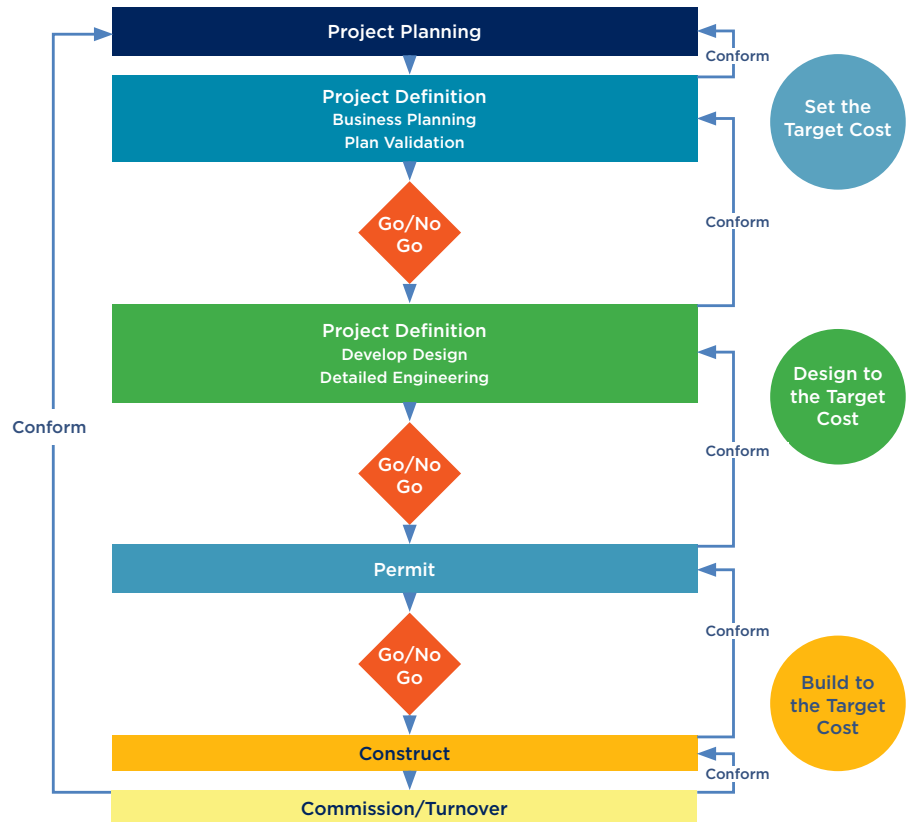 Project Planning
Conform
Project Definition
Business Planning
Plan Validation
Set the
Target Cost
Go/No
Go
Conform
Project Definition
Develop Design
Detailed Engineering
Design to
the Target
Cost
Conform
Go/No
Go
Conform
Permit
Go/No
Go
Conform
Build to
the Target
Cost
Construct
Conform
Commission/Turnover